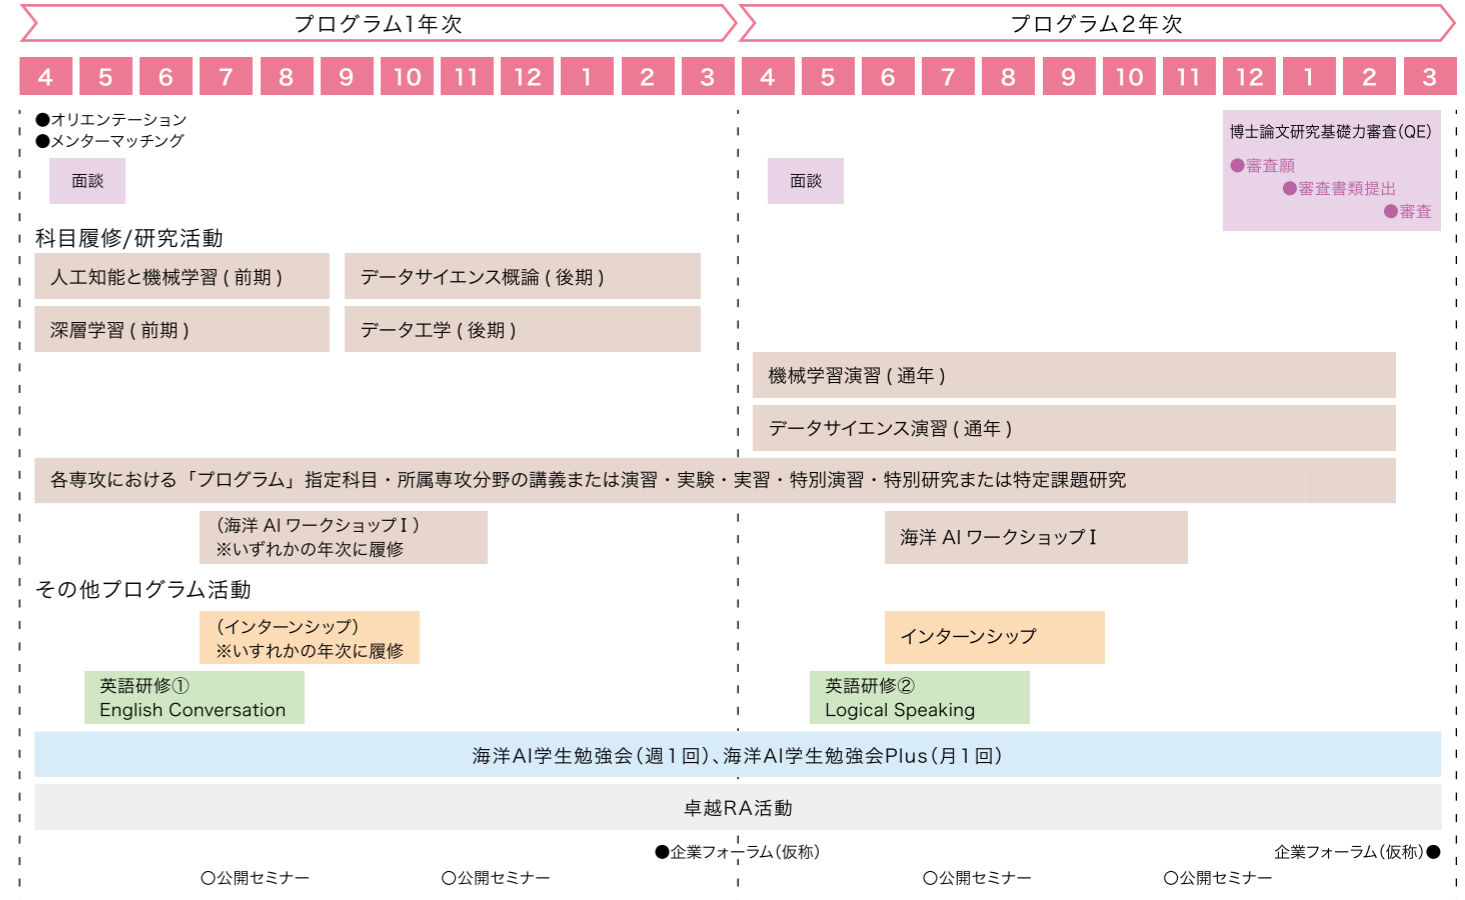 プログラム1年次 プログラム2年次
4 5 6 7 8 9 10 11 12 1 2 3 4 5 6 7 8 9 10 11 12 1 2 3
●オリエンテーション
●メンターマッチング
面談
面談
博士論文研究基礎力審査(QE)
●審査願
●審査書類提出
●審査
科目履修/研究活動
人工知能と機械学習 ( 前期 ) データサイエンス概論 ( 後期 )
深層学習 ( 前期 ) データ工学 ( 後期 )
機械学習演習 ( 通年 )
データサイエンス演習 ( 通年 )
各専攻における「プログラム」指定科目・所属専攻分野の講義または演習・実験・実習・特別演習・特別研究または特定課題研究
（海洋 AI ワークショップ I ）
※いずれかの年次に履修
海洋 AI ワークショップ I
その他プログラム活動
（インターンシップ）
※いすれかの年次に履修
インターンシップ
英語研修①
English Conversation
英語研修②
Logical Speaking
海洋AI学生勉強会（週１回）、海洋AI学生勉強会Plus（月１回）
卓越RA活動
●企業フォーラム（仮称） 企業フォーラム（仮称）●
○公開セミナー ○公開セミナー ○公開セミナー ○公開セミナー